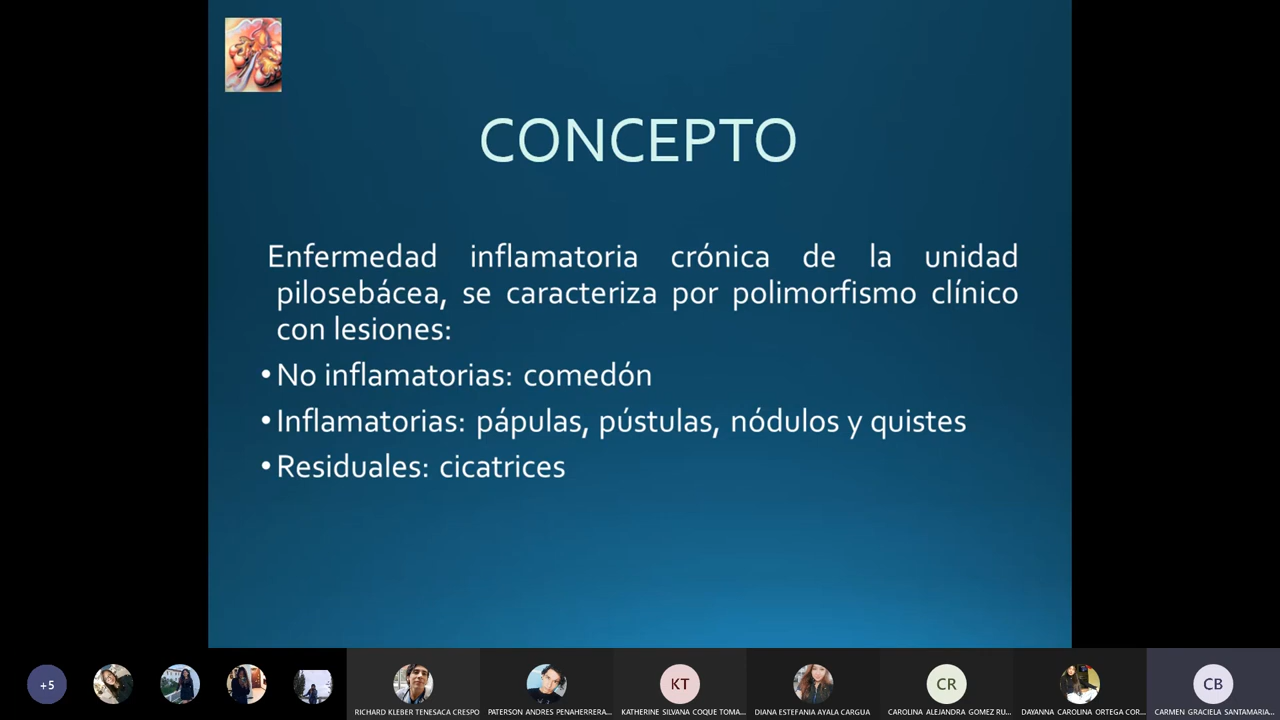 CONCEPTO
Enfermedad inflamatoria crónica de la unidad
pilosebácea, se caracteriza por polimorfismo clínico
con lesiones:
•No inflamatorias: comedón
•Inflamatorias: pápulas, pústulas, nódulos y quistes
•Residuales: cicatrices
+5
KT
CR
CB
RICHARD KLEBER TENESACA CRESPO
PATERSON ANDRES PENAHERRERA...
KATHERINE SILVANA COQUE TOMA...
DIANA ESTEFANIA AYALA CARGUA
CAROLINA ALEJANDRA GOMEZ RU...
DAYANNA CAROLINA ORTEGA COR...
CARMEN GRACIELA SANTAMARIA...